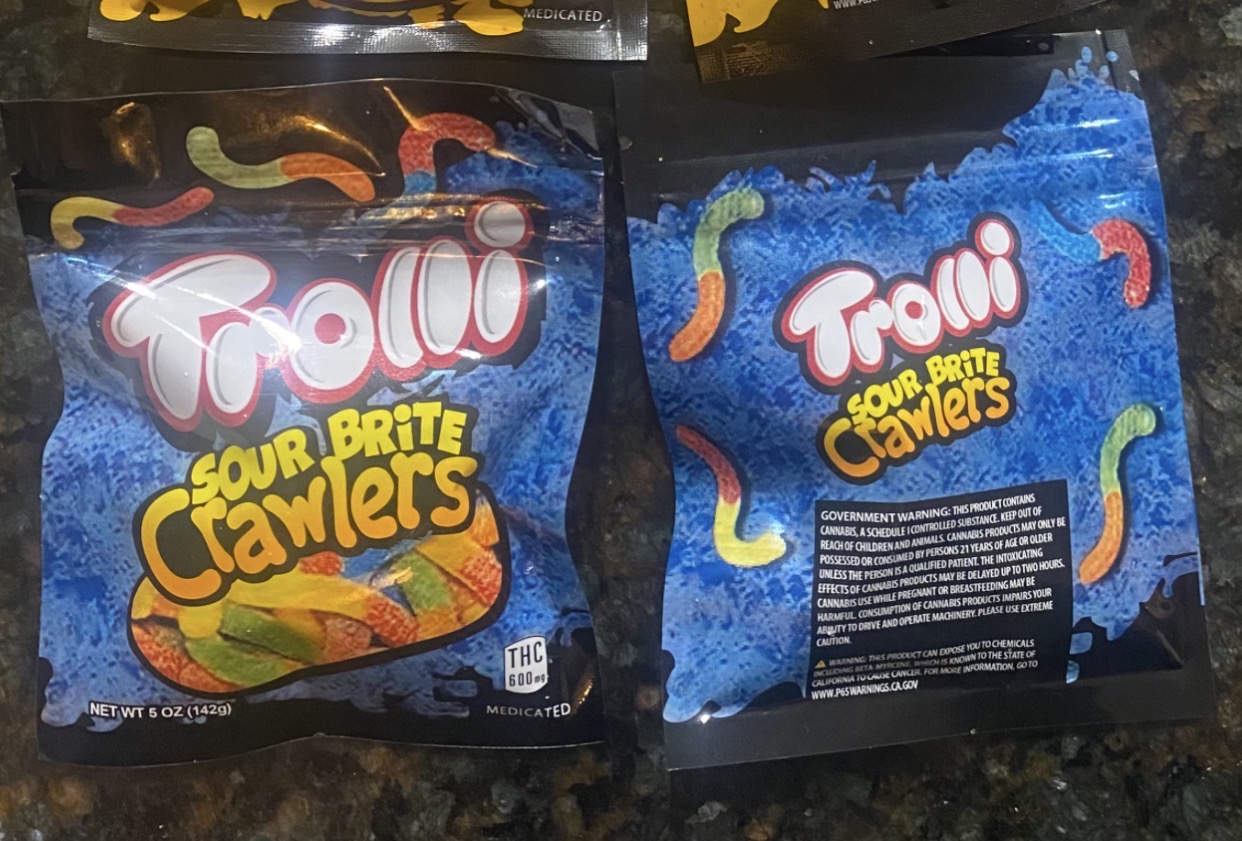 MEDICATED
Trolli
SOUR BRiTE
Crawlers
THC
600mg
NET WT 5 OZ (142g)
MEDICATED
Trolli
SOUR BRiTE
Crawlers
GOVERNMENT WARNING: THIS PRODUCT CONTAINS
CANNABIS, A SCHEDULE I CONTROLLED SUBSTANCE. KEEP OUT OF
REACH OF CHILDREN AND ANIMALS. CANNABIS PRODUCTS MAY ONLY BE
POSSESSED OR CONSUMED BY PERSONS 21 YEARS OF AGE OR OLDER
UNLESS THE PERSON IS A QUALIFIED PATIENT. THE INTOXICATING
EFFECTS OF CANNABIS PRODUCTS MAY BE DELAYED UP TO TWO HOURS.
CANNABIS USE WHILE PREGNANT OR BREASTFEEDING MAY BE
HARMFUL. CONSUMPTION OF CANNABIS PRODUCTS IMPAIRS YOUR
ABILITY TO DRIVE AND OPERATE MACHINERY. PLEASE USE EXTREME
CAUTION.
WARNING: THIS PRODUCT CAN EXPOSE YOU TO CHEMICALS
INCLUDING BETA-MYRCENE, WHICH IS KNOWN TO THE STATE OF
CALIFORNIA TO CAUSE CANCER. FOR MORE INFORMATION, GO TO
WWW.P65WARNINGS.CA.GOV